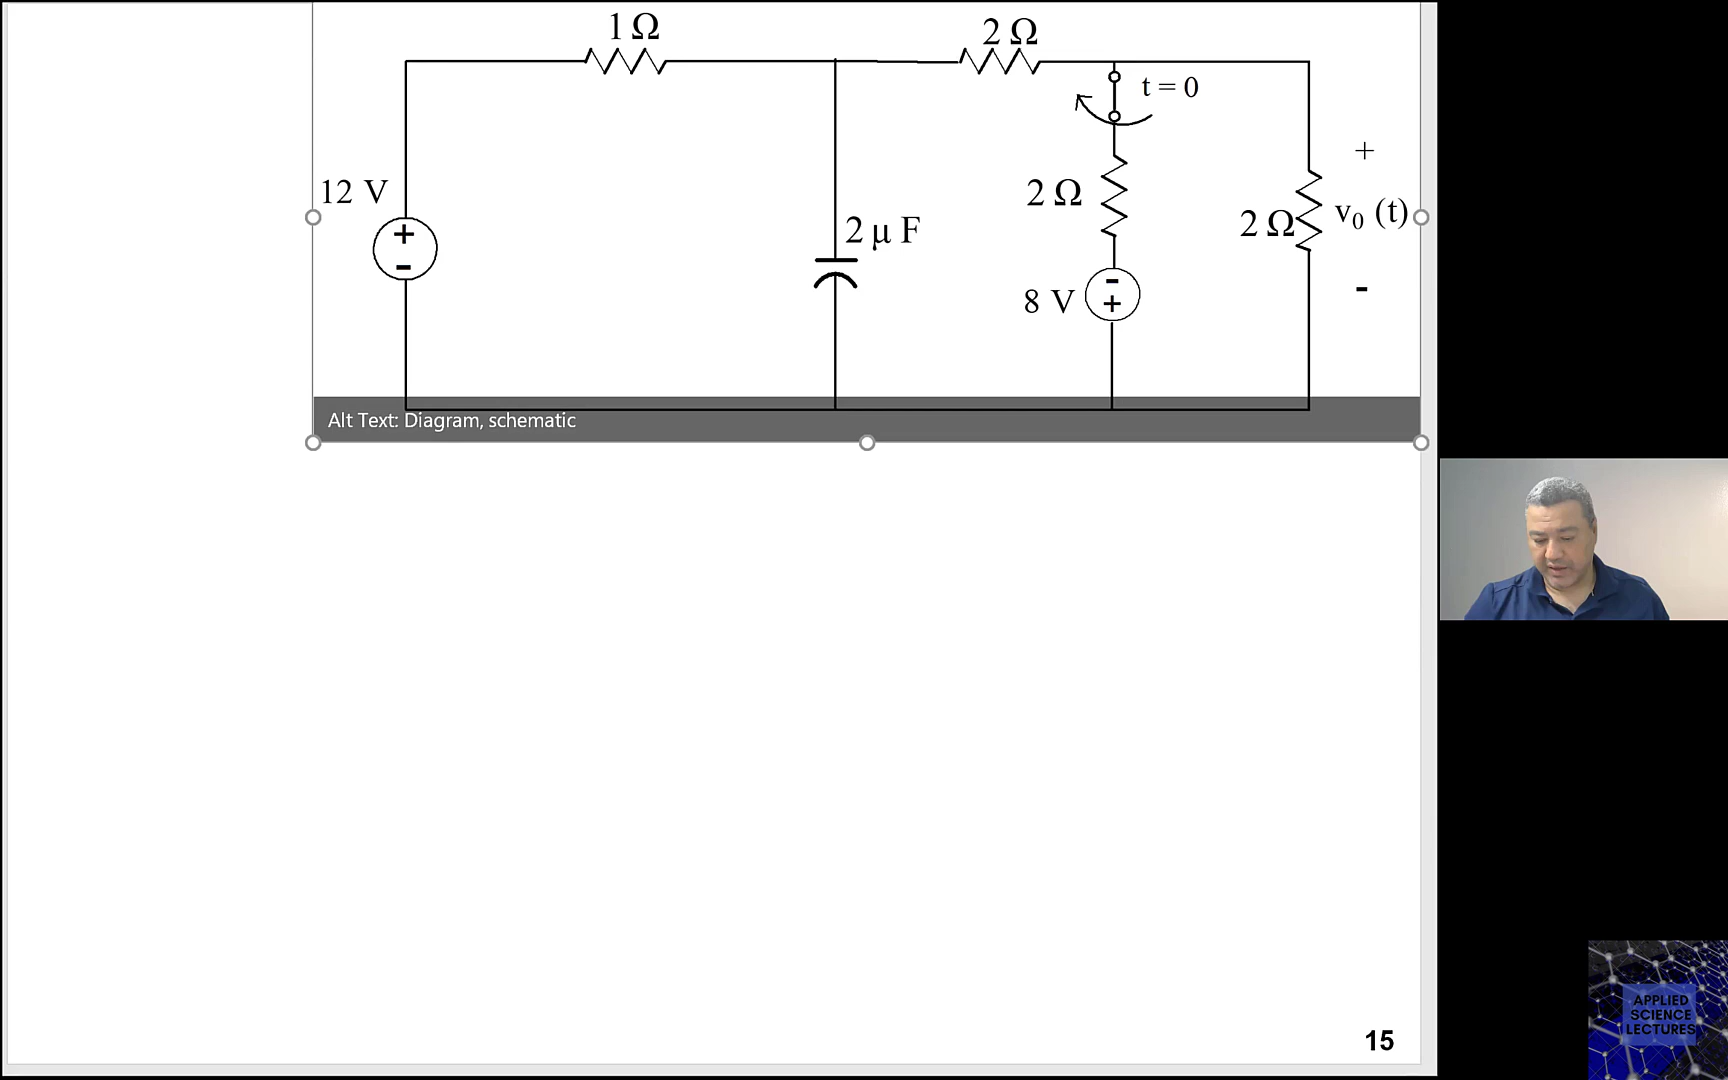 1 Ω
2 Ω
t = 0
12 V
+
-
2 μ F
2 Ω
8 V
-
+
2 Ω
+
v₀ (t)
-
Alt Text: Diagram, schematic
15
APPLIED
SCIENCE
LECTURES